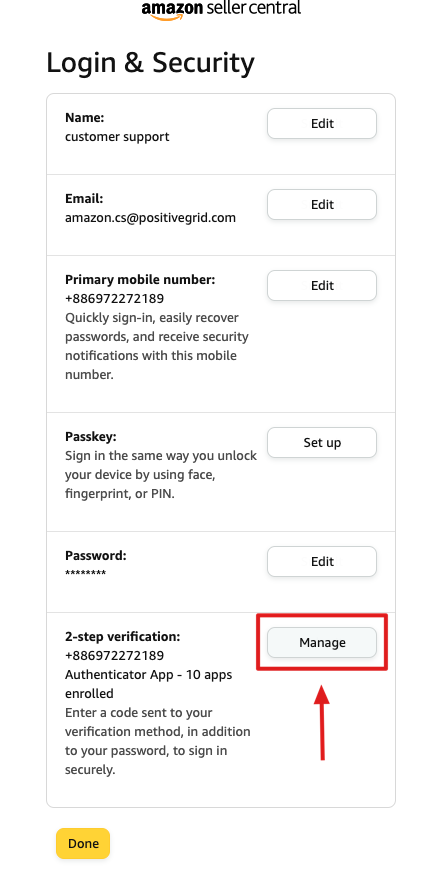 amazon seller central
Login & Security
Name:
customer support
Edit
Email:
amazon.cs@positivegrid.com
Edit
Primary mobile number:
+886972272189
Quickly sign-in, easily recover
passwords, and receive security
notifications with this mobile
number.
Edit
Passkey:
Sign in the same way you unlock
your device by using face,
fingerprint, or PIN.
Set up
Password:
********
Edit
2-step verification:
+886972272189
Authenticator App - 10 apps
enrolled
Enter a code sent to your
verification method, in addition
to your password, to sign in
securely.
Manage
Done